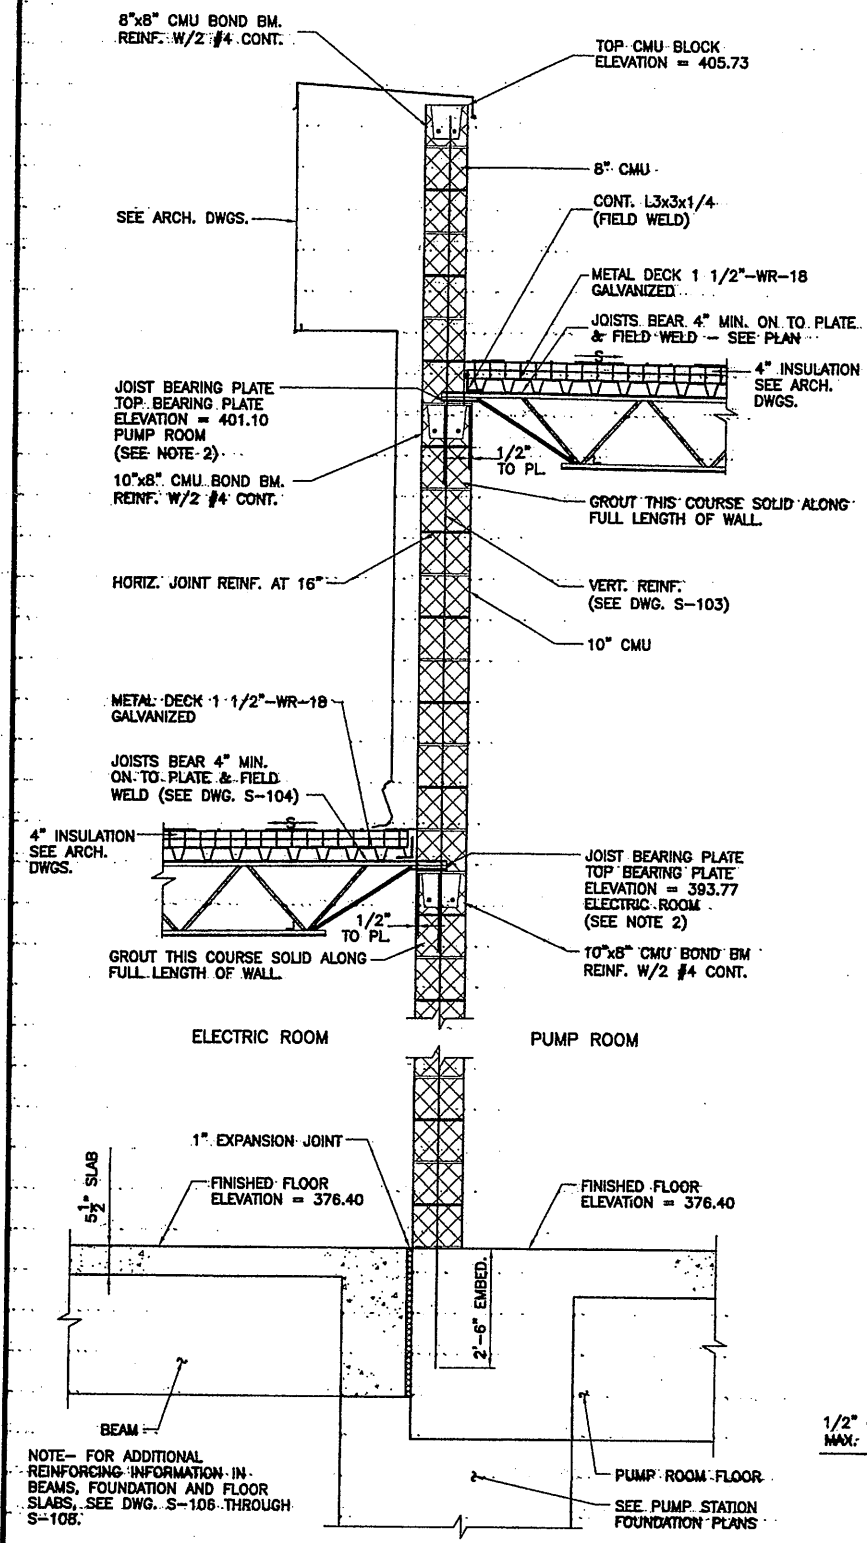 8"x8" CMU BOND BM.
REINF. W/2 #4 CONT.
TOP CMU BLOCK
ELEVATION = 405.73
8" CMU
SEE ARCH. DWGS.
CONT. L3x3x1/4
(FIELD WELD)
METAL DECK 1 1/2"-WR-18
GALVANIZED
JOISTS BEAR 4" MIN. ON TO PLATE
& FIELD WELD - SEE PLAN
S
4" INSULATION
SEE ARCH.
DWGS.
JOIST BEARING PLATE
TOP BEARING PLATE
ELEVATION = 401.10
PUMP ROOM
(SEE NOTE 2)
1/2"
TO PL.
10"x8" CMU BOND BM.
REINF. W/2 #4 CONT.
GROUT THIS COURSE SOLID ALONG
FULL LENGTH OF WALL.
HORIZ. JOINT REINF. AT 16"
VERT. REINF.
(SEE DWG. S-103)
10" CMU
METAL DECK 1 1/2"-WR-18
GALVANIZED
JOISTS BEAR 4" MIN.
ON TO PLATE & FIELD
WELD (SEE DWG. S-104)
S
4" INSULATION
SEE ARCH.
DWGS.
JOIST BEARING PLATE
TOP BEARING PLATE
ELEVATION = 393.77
ELECTRIC ROOM
(SEE NOTE 2)
1/2"
TO PL.
GROUT THIS COURSE SOLID ALONG
FULL LENGTH OF WALL.
10"x8" CMU BOND BM
REINF. W/2 #4 CONT.
ELECTRIC ROOM
PUMP ROOM
1" EXPANSION JOINT
5 1/2" SLAB
FINISHED FLOOR
ELEVATION = 376.40
FINISHED FLOOR
ELEVATION = 376.40
2'-6" EMBED.
BEAM
1/2"
MAX.
NOTE- FOR ADDITIONAL
REINFORCING INFORMATION IN
BEAMS, FOUNDATION AND FLOOR
SLABS, SEE DWG. S-106 THROUGH
S-108.
PUMP ROOM FLOOR
SEE PUMP STATION
FOUNDATION PLANS